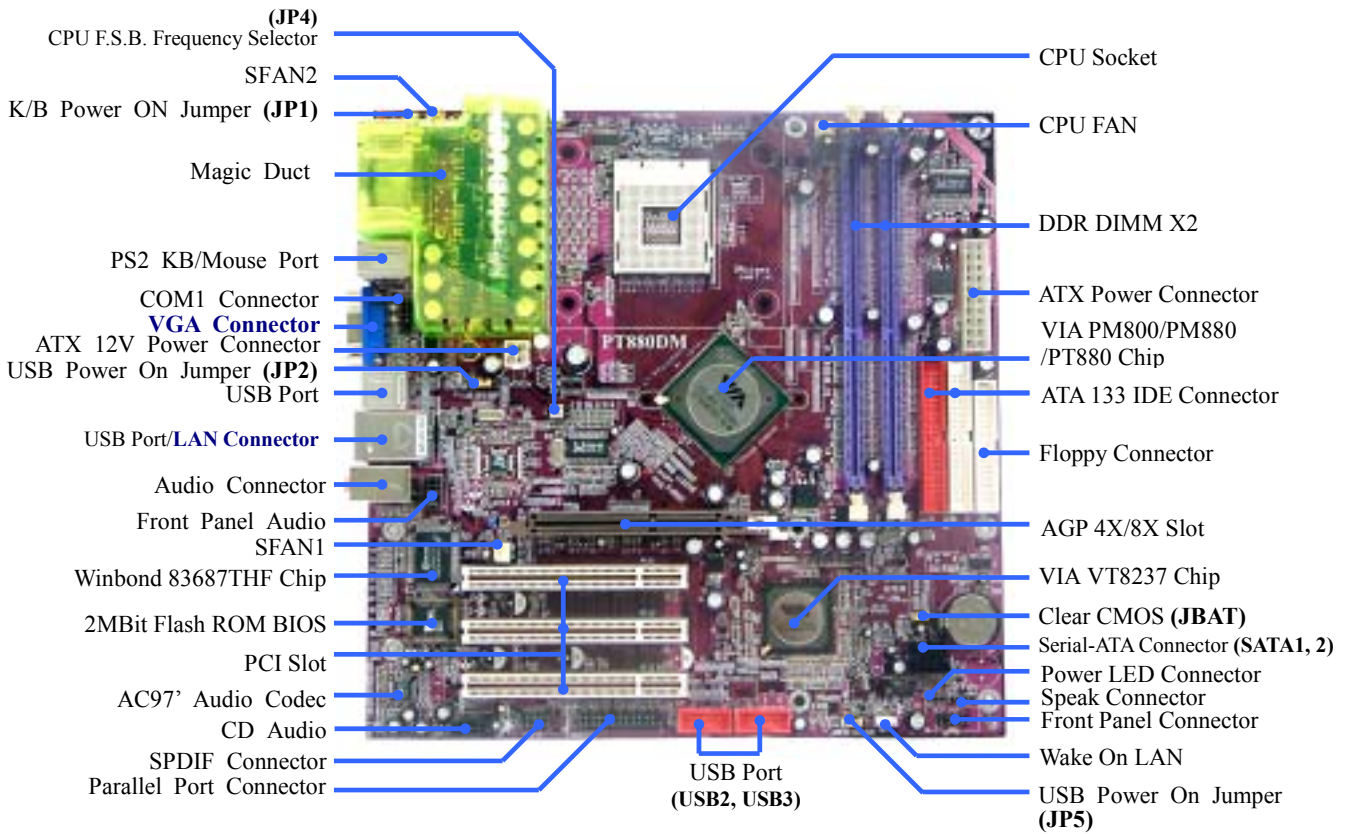 (JP4)
CPU F.S.B. Frequency Selector
SFAN2
K/B Power ON Jumper (JP1)
Magic Duct
PS2 KB/Mouse Port
COM1 Connector
VGA Connector
ATX 12V Power Connector
USB Power On Jumper (JP2)
USB Port
USB Port/LAN Connector
Audio Connector
Front Panel Audio
SFAN1
Winbond 83687THF Chip
2MBit Flash ROM BIOS
PCI Slot
AC97' Audio Codec
CD Audio
SPDIF Connector
Parallel Port Connector
PT880DM
VIA
USB Port
(USB2, USB3)
CPU Socket
CPU FAN
DDR DIMM X2
ATX Power Connector
VIA PM800/PM880
/PT880 Chip
ATA 133 IDE Connector
Floppy Connector
AGP 4X/8X Slot
VIA VT8237 Chip
Clear CMOS (JBAT)
Serial-ATA Connector (SATA1, 2)
Power LED Connector
Speak Connector
Front Panel Connector
Wake On LAN
USB Power On Jumper
(JP5)